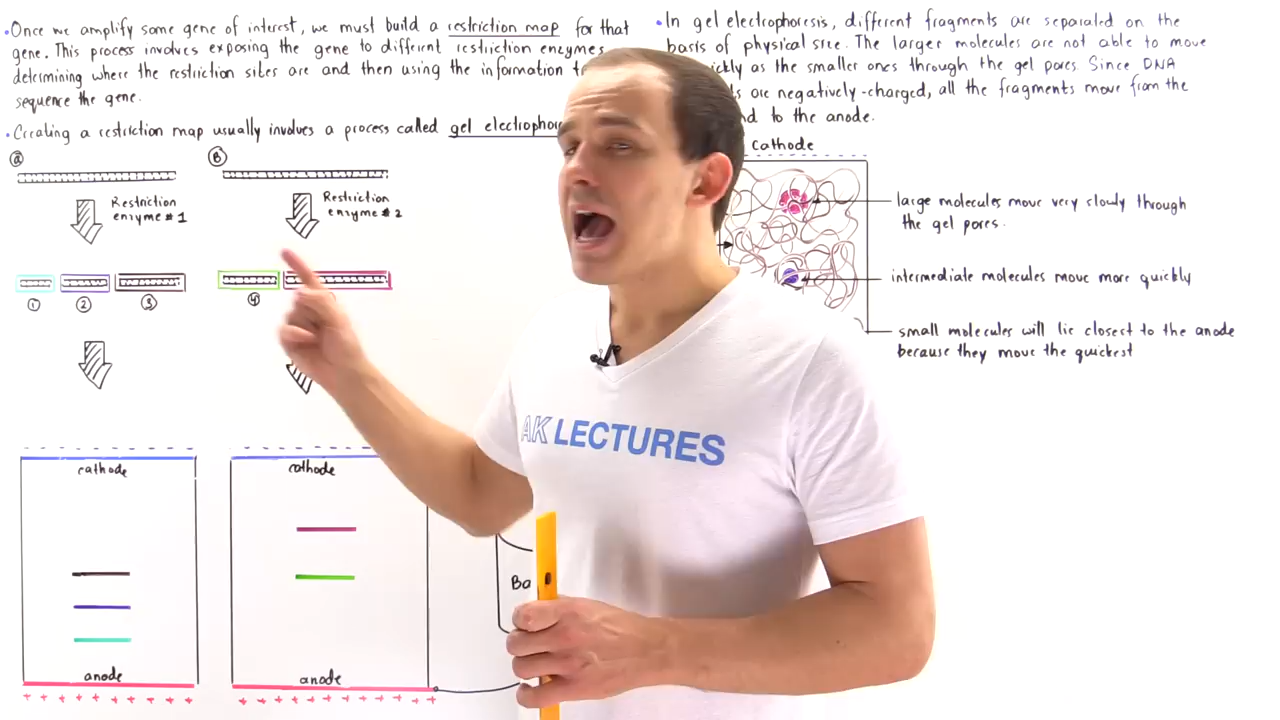 •Once we amplify some gene of interest, we must build a restriction map for that
gene. This process involves exposing the gene to different restriction enzymes
determining where the restriction sites are and then using the information
sequence the gene.
•Creating a restriction map usually involves a process called gel
A
Restriction
enzyme #1
1
2
3
cathode
anode
+ + + + + + + + + + + +
B
Restriction
enzyme #2
4
cathode
anode
+ + + + + + + + + + + +
AK LECTURES
•In gel electrophoresis, different fragments are separated on the
basis of physical size. The larger molecules are not able to move
as the smaller ones through the gel pores. Since DNA
are negatively-charged, all the fragments move from the
to the anode.
cathode
large molecules move very slowly through
the gel pores.
intermediate molecules move more quickly
small molecules will lie closest to the anode
because they move the quickest